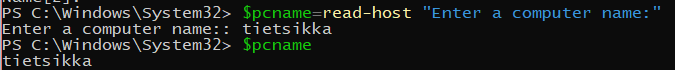 PS C:\Windows\System32> $pcname=read-host "Enter a computer name:"
Enter a computer name:: tietsikka
PS C:\Windows\System32> $pcname
tietsikka